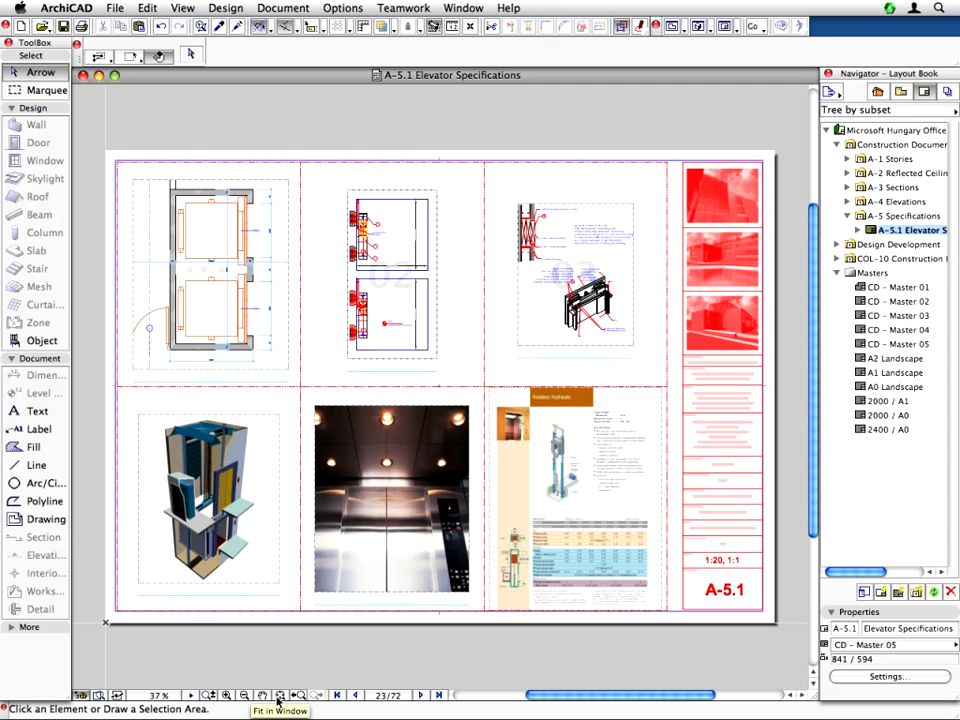 ArchiCAD File Edit View Design Document Options Teamwork Window Help
Go
ToolBox
Select
Arrow
Marquee
Design
Wall
Door
Window
Skylight
Roof
Beam
Column
Slab
Stair
Mesh
Curtai...
Zone
Object
Document
Dimen...
Level ...
Text
Label
Fill
Line
Arc/Ci...
Polyline
Drawing
Section
Elevati...
Interio...
Works...
Detail
More
A-5.1 Elevator Specifications
02
Holeless Hydraulic
1:20, 1:1
A-5.1
37 %
23/72
Fit in Window
Click an Element or Draw a Selection Area.
Navigator - Layout Book
Tree by subset
Microsoft Hungary Office
Construction Documen
A-1 Stories
A-2 Reflected Ceilin
A-3 Sections
A-4 Elevations
A-5 Specifications
A-5.1 Elevator S
Design Development
COL-10 Construction
Masters
CD - Master 01
CD - Master 02
CD - Master 03
CD - Master 04
CD - Master 05
A2 Landscape
A1 Landscape
A0 Landscape
2000 / A1
2000 / A0
2400 / A0
Properties
A-5.1 Elevator Specifications
CD - Master 05
841 / 594
Settings...